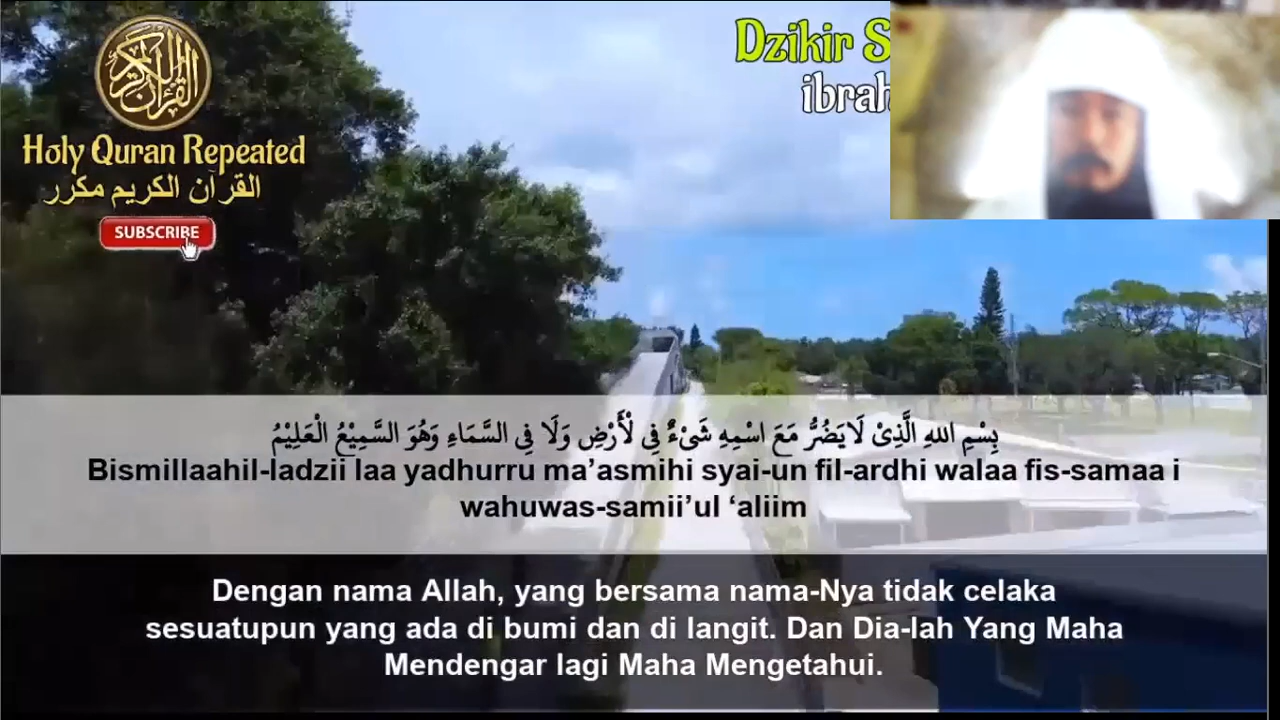 Dzikir
Holy Quran Repeated
القرآن الكريم مكرر
SUBSCRIBE
بِسْمِ اللهِ الَّذِىْ لَا يَضُرُّ مَعَ اسْمِهِ شَىْءٌ فِى لْأَرْضِ وَلَا فِى السَّمَاءِ وَهُوَ السَّمِيْعُ الْعَلِيْمُ
Bismillaahil-ladzii laa yadhurru ma’asmihi syai-un fil-ardhi walaa fis-samaa i
wahuwas-samii’ul ‘aliim
Dengan nama Allah, yang bersama nama-Nya tidak celaka
sesuatupun yang ada di bumi dan di langit. Dan Dia-lah Yang Maha
Mendengar lagi Maha Mengetahui.